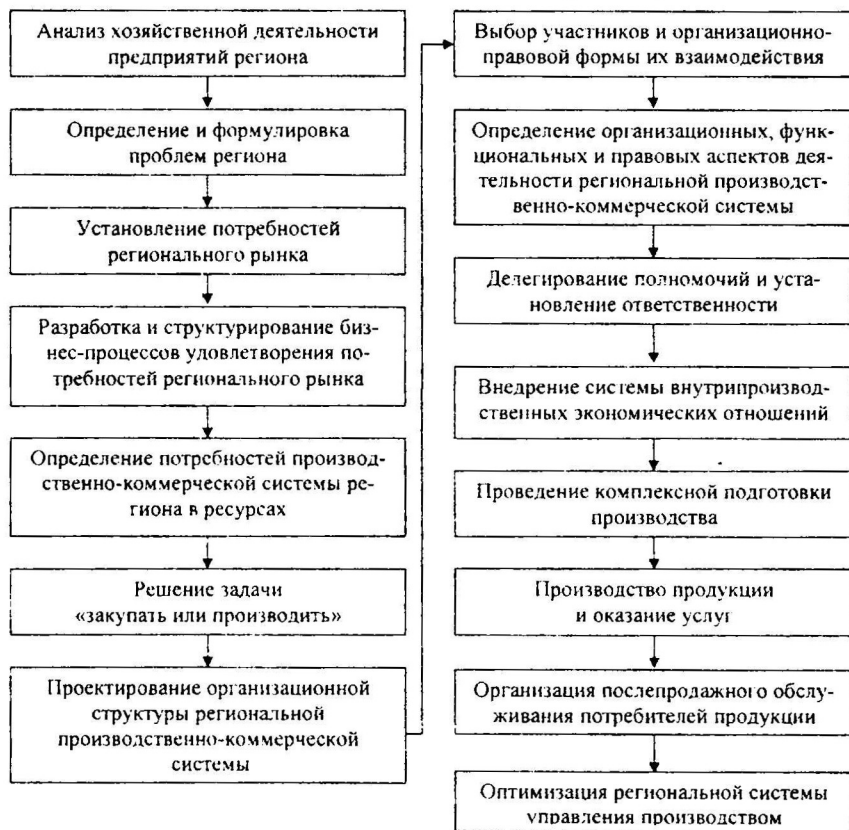 Анализ хозяйственной деятельности
предприятий региона
Определение и формулировка
проблем региона
Установление потребностей
регионального рынка
Разработка и структурирование биз-
нес-процессов удовлетворения по-
требностей регионального рынка
Определение потребностей производ-
ственно-коммерческой системы ре-
гиона в ресурсах
Решение задачи
«закупать или производить»
Проектирование организационной
структуры региональной
производственно-коммерческой
системы
Выбор участников и организационно-
правовой формы их взаимодействия
Определение организационных, функ-
циональных и правовых аспектов дея-
тельности региональной производст-
венно-коммерческой системы
Делегирование полномочий и уста-
новление ответственности
Внедрение системы внутрипроизвод-
ственных экономических отношений
Проведение комплексной подготовки
производства
Производство продукции
и оказание услуг
Организация послепродажного обслу-
живания потребителей продукции
Оптимизация региональной системы
управления производством